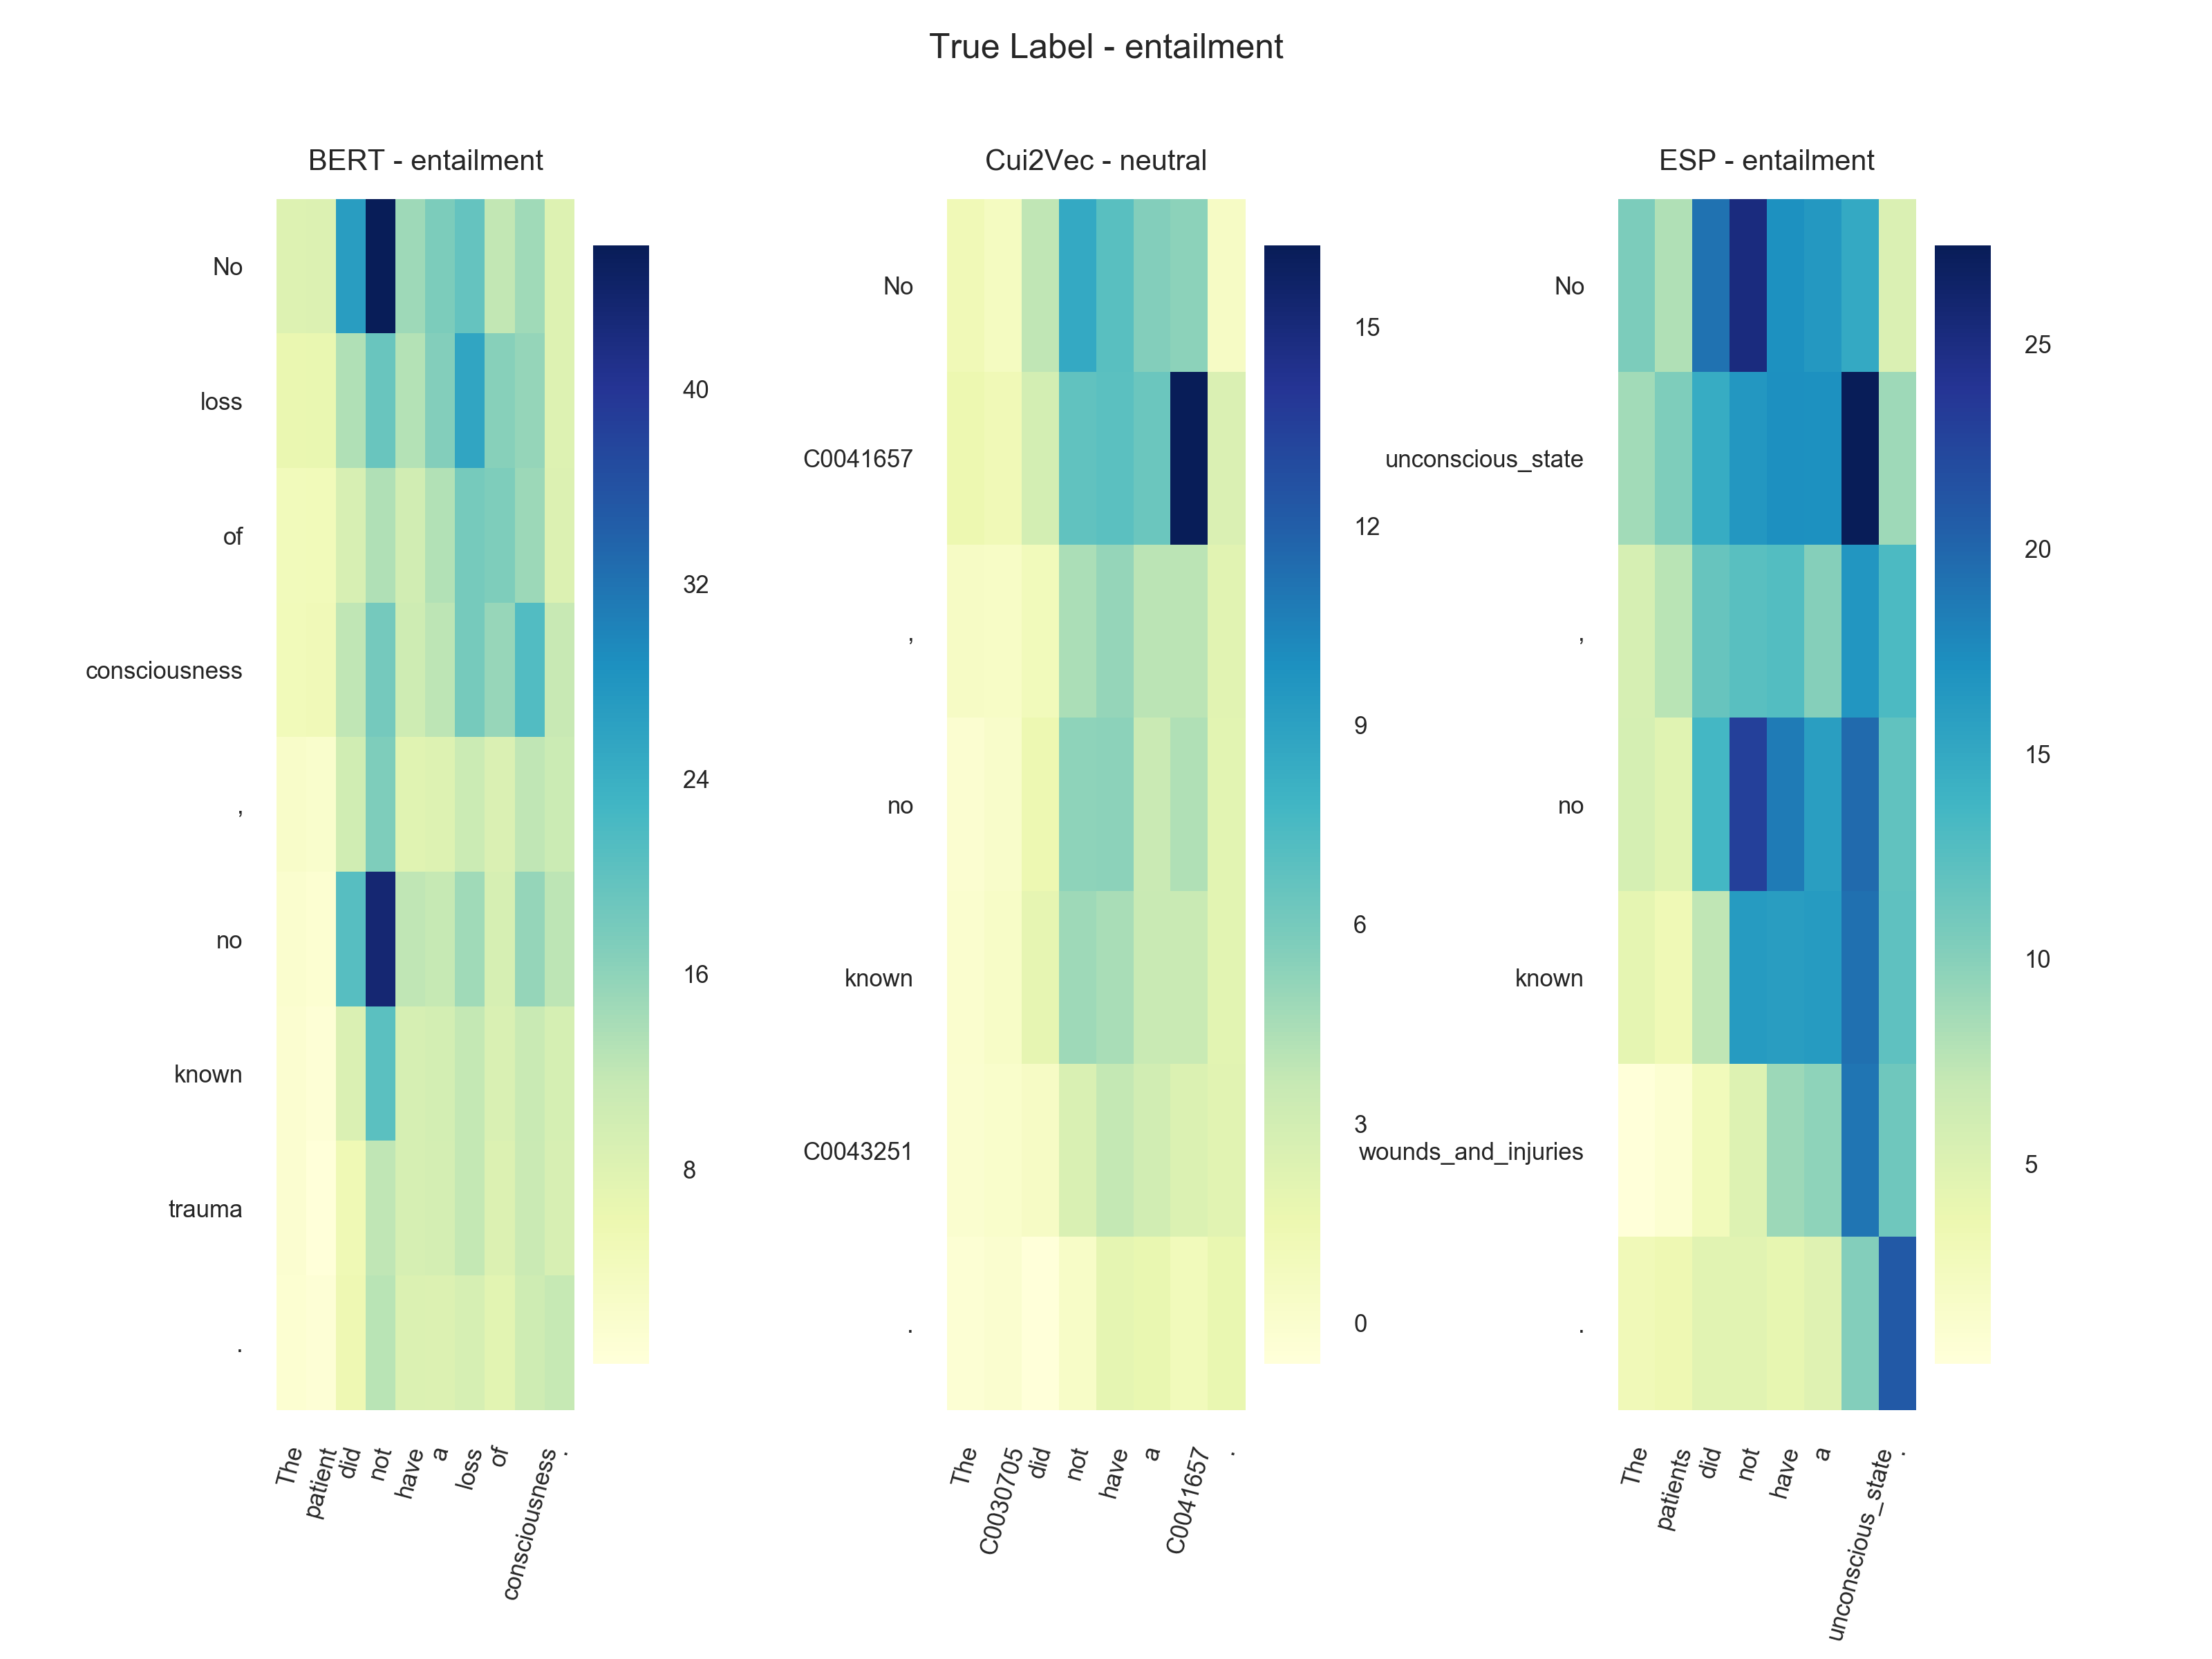 True Label - entailment
BERT - entailment
No
loss
of
consciousness
,
no
known
trauma
.
The
patient
did
not
have
a
loss
of
consciousness
.
40
32
24
16
8
Cui2Vec - neutral
No
C0041657
,
no
known
C0043251
.
The
C0030705
did
not
have
a
C0041657
.
15
12
9
6
3
0
ESP - entailment
No
unconscious_state
,
no
known
wounds_and_injuries
.
The
patients
did
not
have
a
unconscious_state
.
25
20
15
10
5